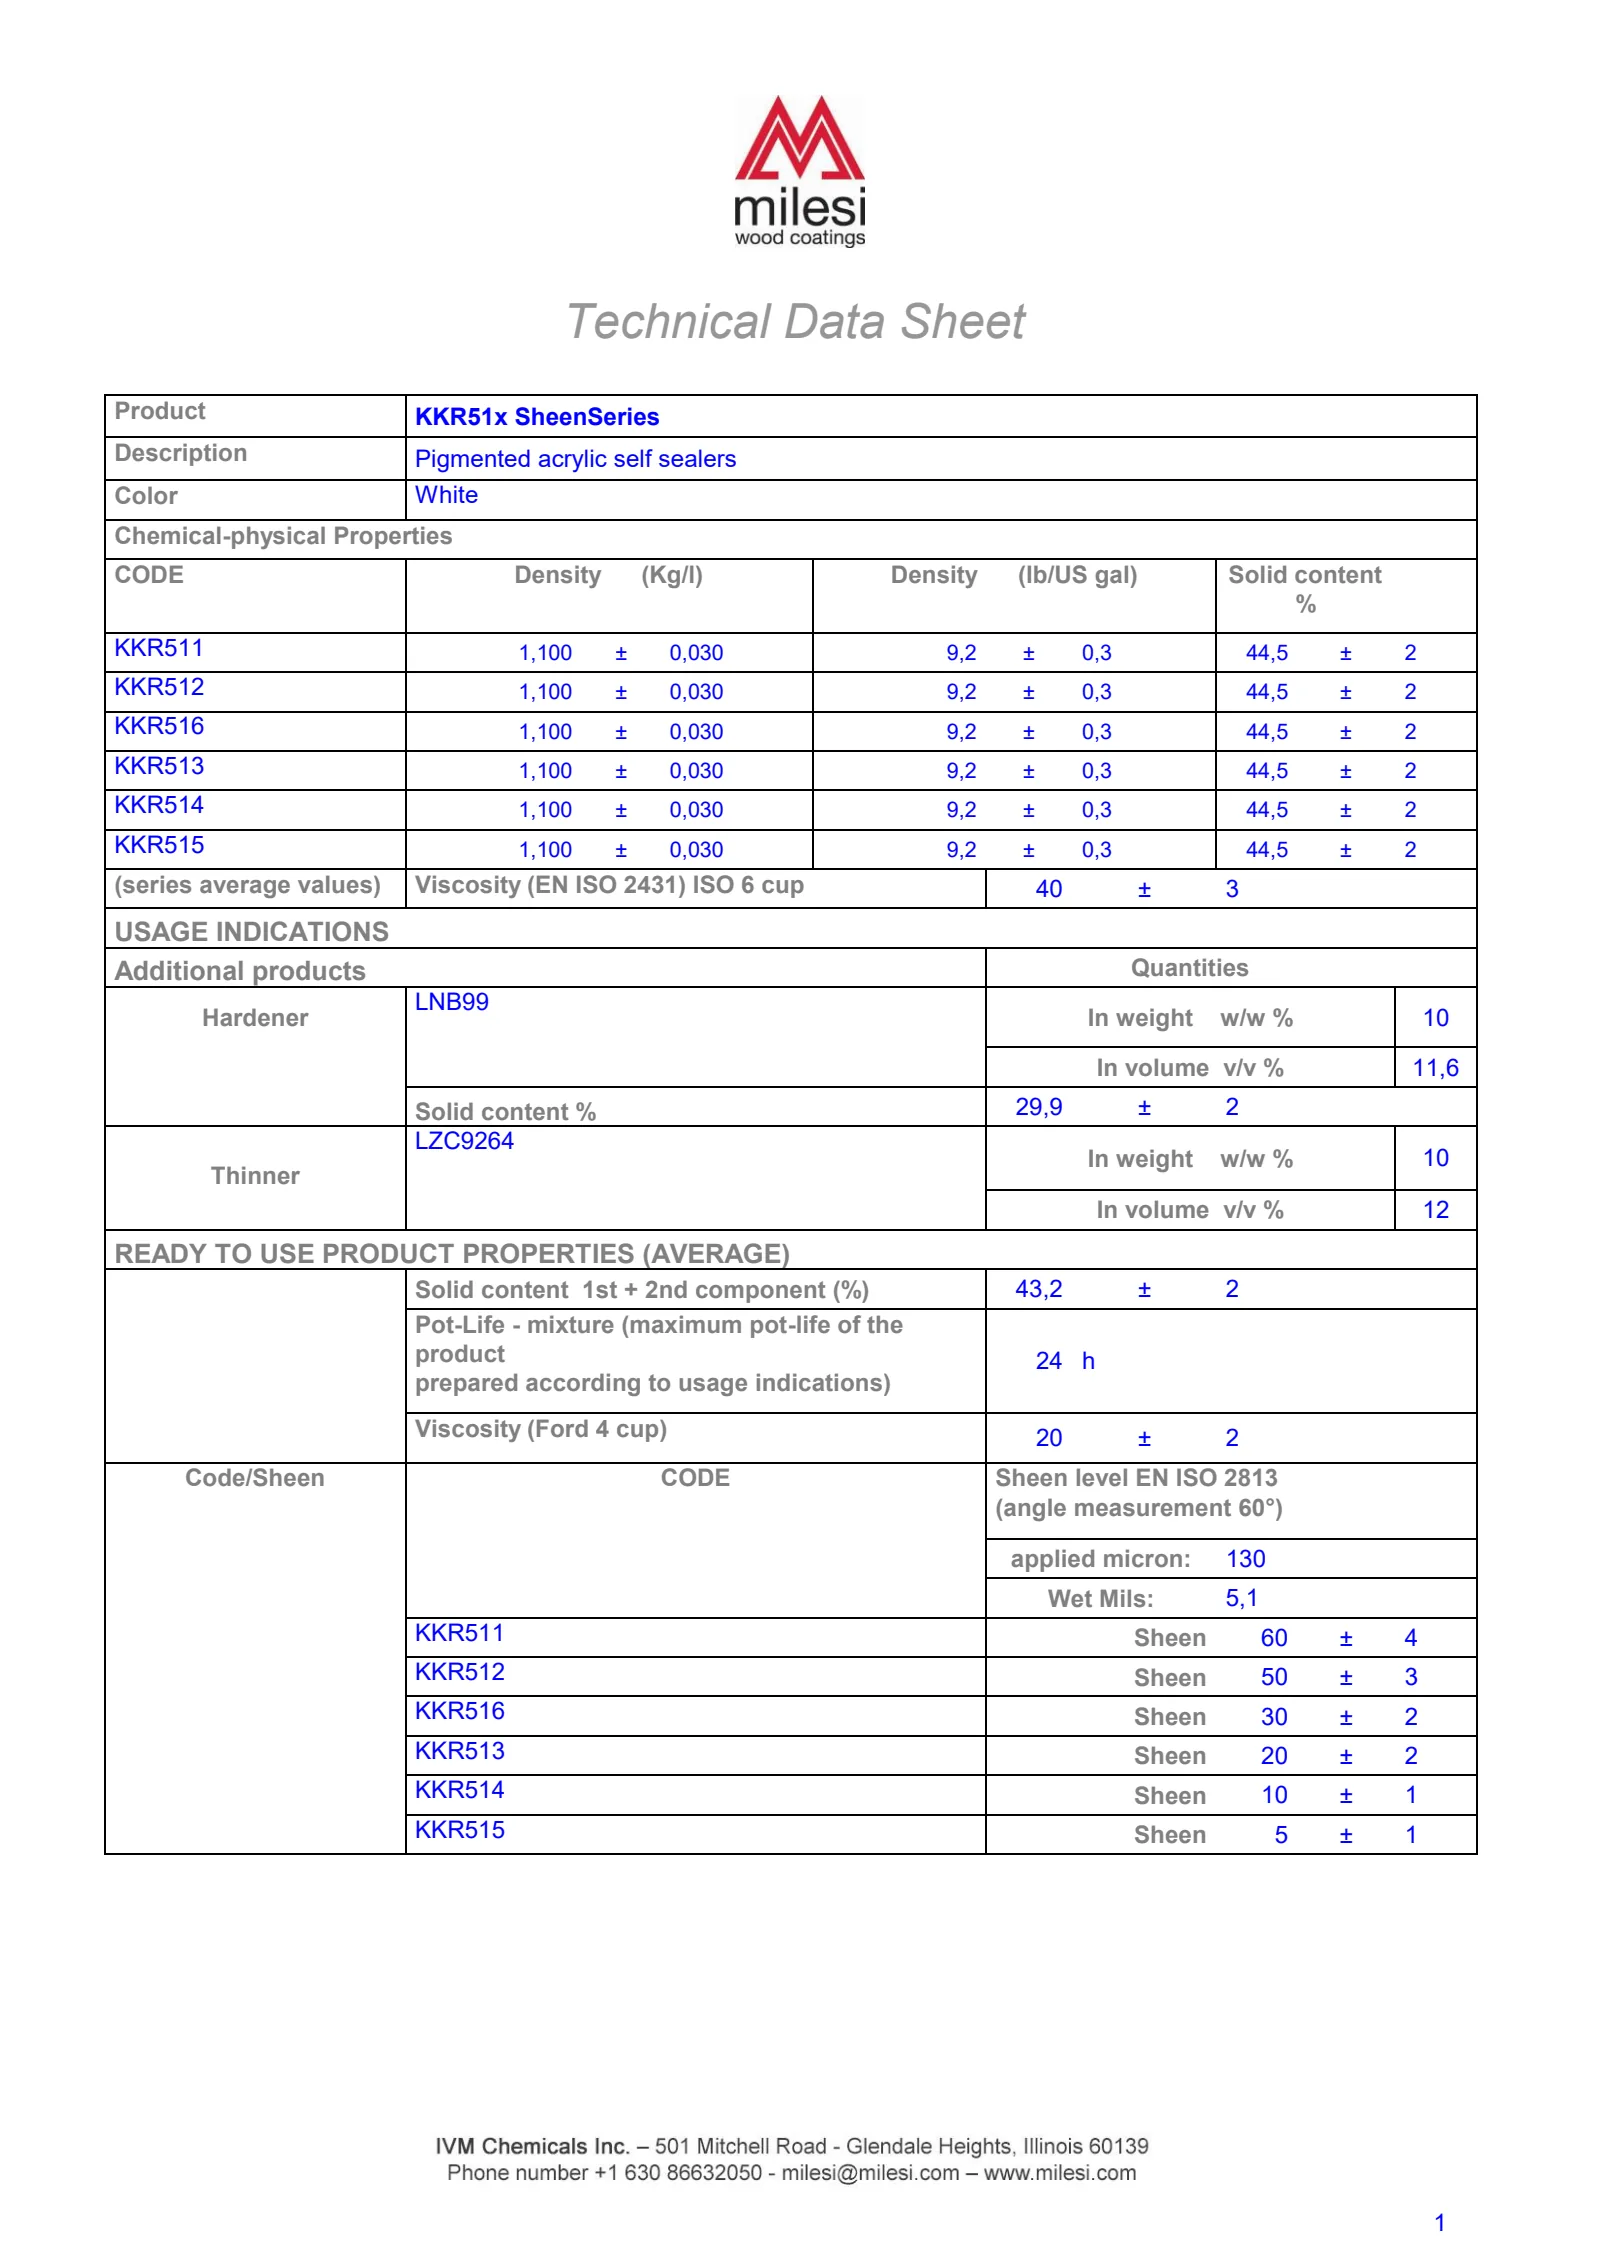 milesi
wood coatings
Technical Data Sheet
Product KKR51x SheenSeries
Description Pigmented acrylic self sealers
Color White
Chemical-physical Properties
CODE Density (Kg/l) Density (lb/US gal) Solid content
%
KKR511 1,100 ± 0,030 9,2 ± 0,3 44,5 ± 2
KKR512 1,100 ± 0,030 9,2 ± 0,3 44,5 ± 2
KKR516 1,100 ± 0,030 9,2 ± 0,3 44,5 ± 2
KKR513 1,100 ± 0,030 9,2 ± 0,3 44,5 ± 2
KKR514 1,100 ± 0,030 9,2 ± 0,3 44,5 ± 2
KKR515 1,100 ± 0,030 9,2 ± 0,3 44,5 ± 2
(series average values) Viscosity (EN ISO 2431) ISO 6 cup 40 ± 3
USAGE INDICATIONS
Additional products Quantities
Hardener LNB99 In weight w/w % 10
In volume v/v % 11,6
Solid content % 29,9 ± 2
Thinner LZC9264 In weight w/w % 10
In volume v/v % 12
READY TO USE PRODUCT PROPERTIES (AVERAGE)
Solid content 1st + 2nd component (%) 43,2 ± 2
Pot-Life - mixture (maximum pot-life of the
product
prepared according to usage indications) 24 h
Viscosity (Ford 4 cup) 20 ± 2
Code/Sheen CODE Sheen level EN ISO 2813
(angle measurement 60°)
applied micron: 130
Wet Mils: 5,1
KKR511 Sheen 60 ± 4
KKR512 Sheen 50 ± 3
KKR516 Sheen 30 ± 2
KKR513 Sheen 20 ± 2
KKR514 Sheen 10 ± 1
KKR515 Sheen 5 ± 1
IVM Chemicals Inc. – 501 Mitchell Road - Glendale Heights, Illinois 60139
Phone number +1 630 86632050 - milesi@milesi.com – www.milesi.com
1